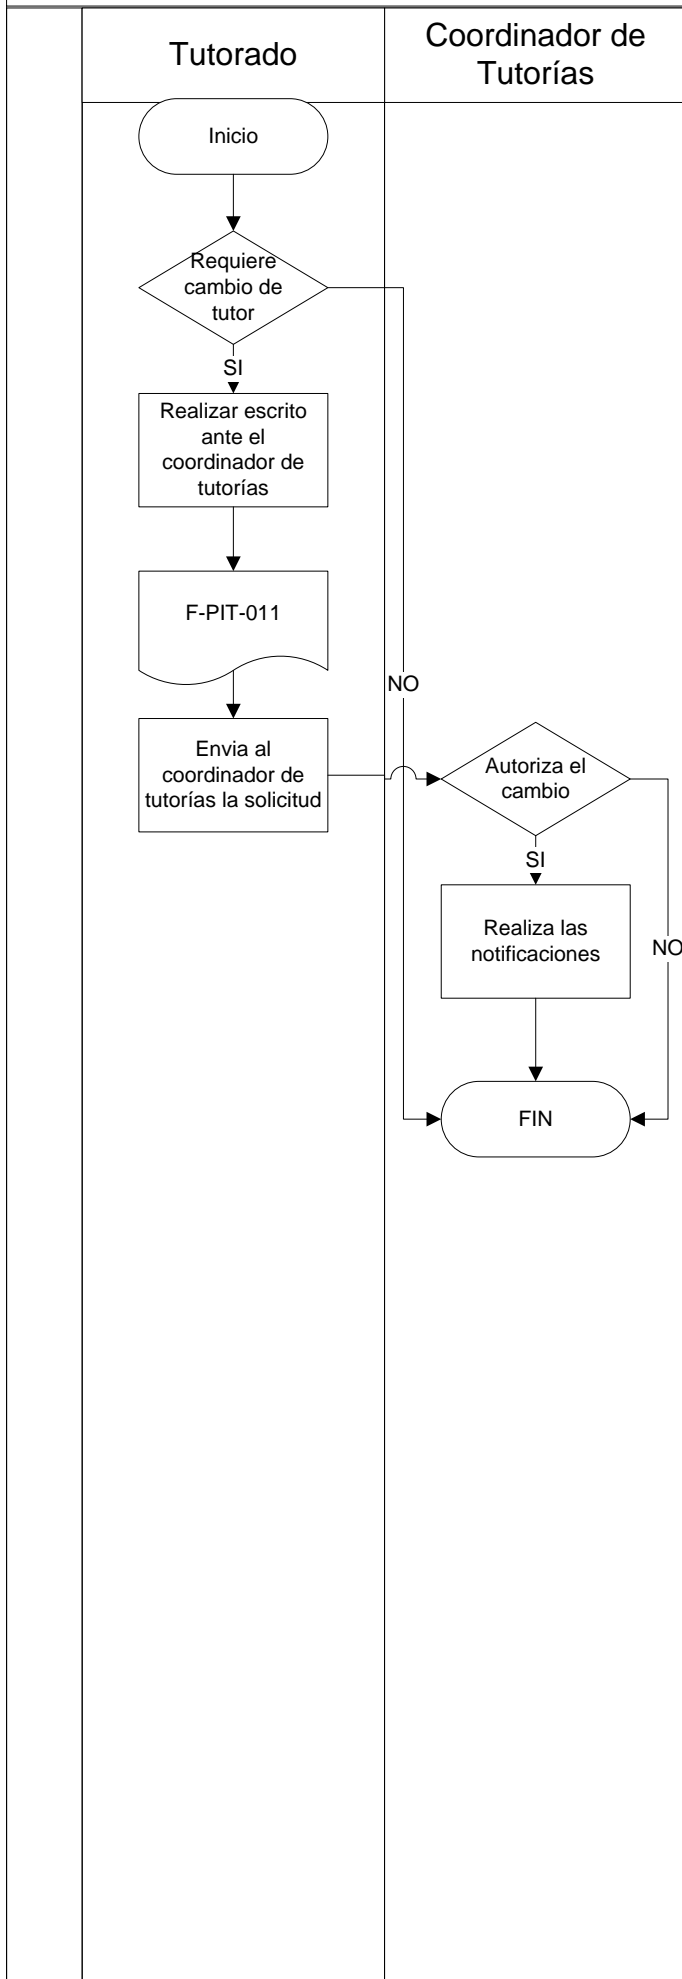 Tutorado
Coordinador de
Tutorías
Inicio
Requiere
cambio de
tutor
SI
Realizar escrito
ante el
coordinador de
tutorías
F-PIT-011
NO
Envia al
coordinador de
tutorías la solicitud
Autoriza el
cambio
SI
Realiza las
notificaciones
NO
FIN